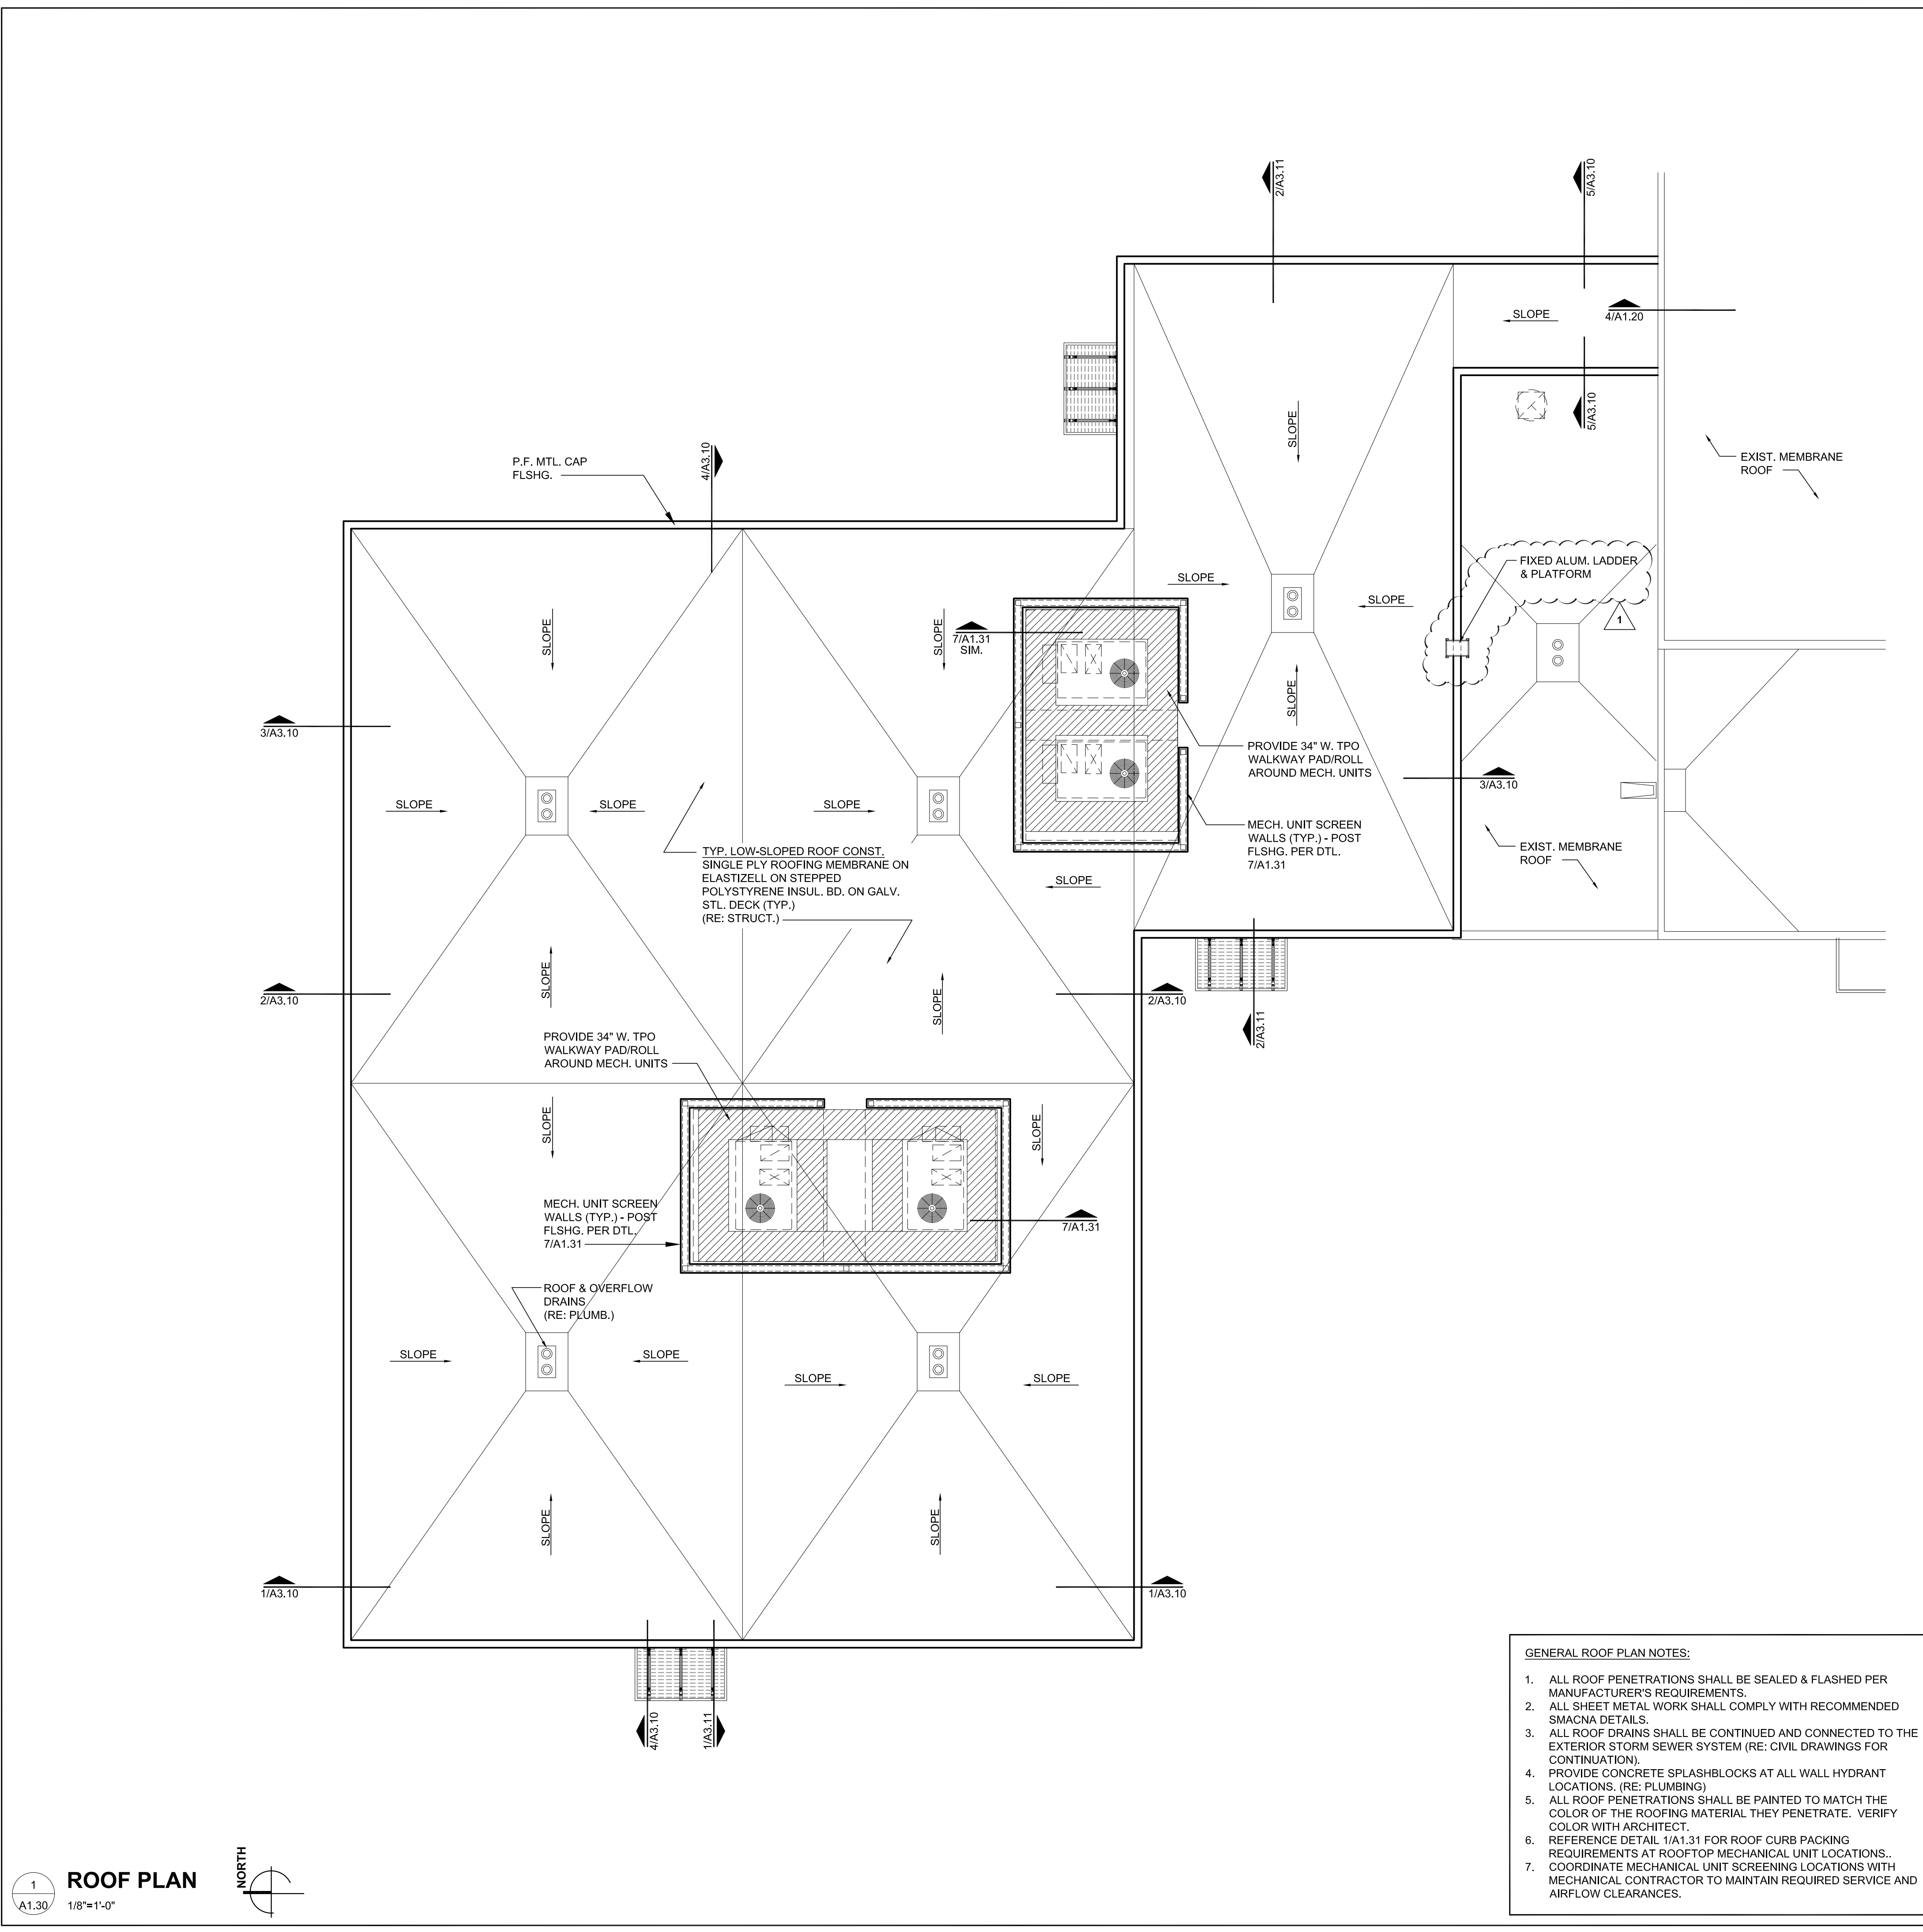 2/A3.11
5/A3.10
SLOPE
4/A1.20
5/A3.10
SLOPE
4/A3.10
P.F. MTL. CAP
FLSHG.
EXIST. MEMBRANE
ROOF
FIXED ALUM. LADDER
& PLATFORM
1
SLOPE
SLOPE
SLOPE
SLOPE
7/A1.31
SIM.
SLOPE
SLOPE
3/A3.10
PROVIDE 34" W. TPO
WALKWAY PAD/ROLL
AROUND MECH. UNITS
3/A3.10
SLOPE
SLOPE
SLOPE
MECH. UNIT SCREEN
WALLS (TYP.) - POST
FLSHG. PER DTL.
7/A1.31
EXIST. MEMBRANE
ROOF
TYP. LOW-SLOPED ROOF CONST.
SINGLE PLY ROOFING MEMBRANE ON
ELASTIZELL ON STEPPED
POLYSTYRENE INSUL. BD. ON GALV.
STL. DECK (TYP.)
(RE: STRUCT.)
SLOPE
SLOPE
SLOPE
2/A3.10
2/A3.10
2/A3.11
PROVIDE 34" W. TPO
WALKWAY PAD/ROLL
AROUND MECH. UNITS
SLOPE
SLOPE
MECH. UNIT SCREEN
WALLS (TYP.) - POST
FLSHG. PER DTL.
7/A1.31
7/A1.31
ROOF & OVERFLOW
DRAINS
(RE: PLUMB.)
SLOPE
SLOPE
SLOPE
SLOPE
SLOPE
SLOPE
1/A3.10
1/A3.10
4/A3.10
1/A3.11
GENERAL ROOF PLAN NOTES:
1. ALL ROOF PENETRATIONS SHALL BE SEALED & FLASHED PER
MANUFACTURER'S REQUIREMENTS.
2. ALL SHEET METAL WORK SHALL COMPLY WITH RECOMMENDED
SMACNA DETAILS.
3. ALL ROOF DRAINS SHALL BE CONTINUED AND CONNECTED TO THE
EXTERIOR STORM SEWER SYSTEM (RE: CIVIL DRAWINGS FOR
CONTINUATION).
4. PROVIDE CONCRETE SPLASHBLOCKS AT ALL WALL HYDRANT
LOCATIONS. (RE: PLUMBING)
5. ALL ROOF PENETRATIONS SHALL BE PAINTED TO MATCH THE
COLOR OF THE ROOFING MATERIAL THEY PENETRATE. VERIFY
COLOR WITH ARCHITECT.
6. REFERENCE DETAIL 1/A1.31 FOR ROOF CURB PACKING
REQUIREMENTS AT ROOFTOP MECHANICAL UNIT LOCATIONS..
7. COORDINATE MECHANICAL UNIT SCREENING LOCATIONS WITH
MECHANICAL CONTRACTOR TO MAINTAIN REQUIRED SERVICE AND
AIRFLOW CLEARANCES.
1
A1.30
ROOF PLAN
1/8"=1'-0"
NORTH